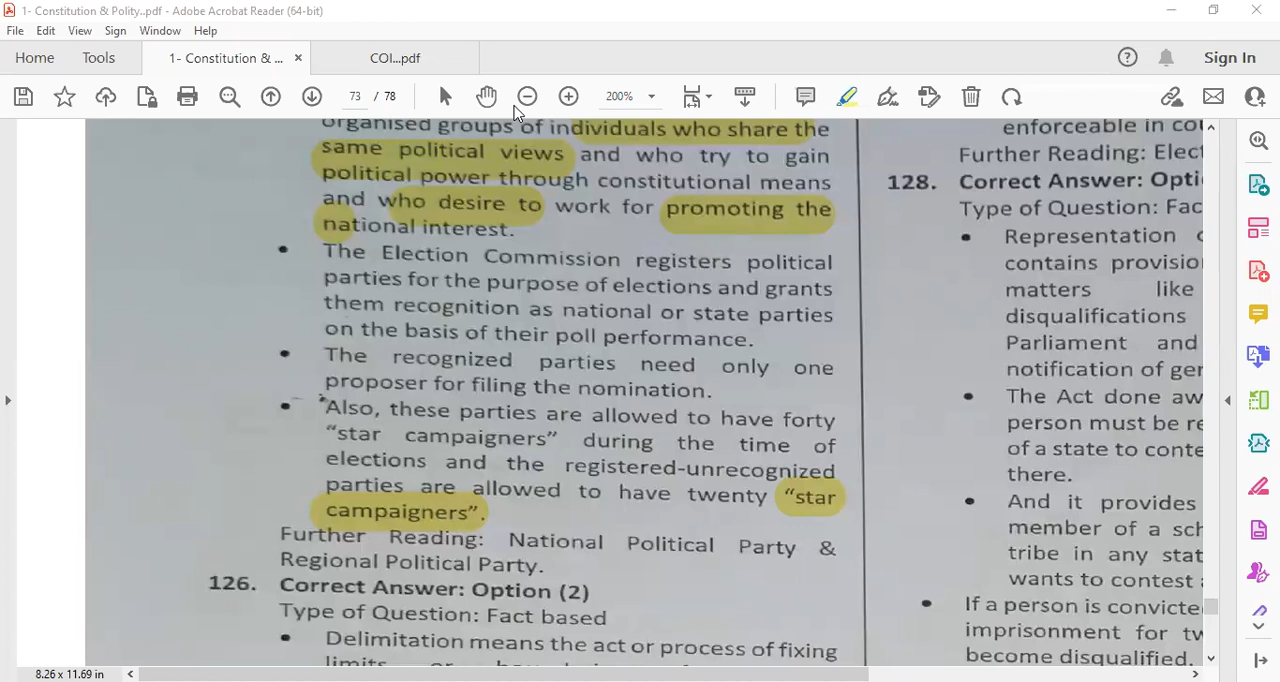 1- Constitution & Polity..pdf - Adobe Acrobat Reader (64-bit)
File Edit View Sign Window Help
Home Tools 1- Constitution & ... × COI...pdf Sign In
73 / 78 200%
organised groups of individuals who share the
same political views and who try to gain
political power through constitutional means
and who desire to work for promoting the
national interest.
• The Election Commission registers political
parties for the purpose of elections and grants
them recognition as national or state parties
on the basis of their poll performance.
• The recognized parties need only one
proposer for filing the nomination.
• Also, these parties are allowed to have forty
“star campaigners” during the time of
elections and the registered-unrecognized
parties are allowed to have twenty “star
campaigners”.
Further Reading: National Political Party &
Regional Political Party.
126. Correct Answer: Option (2)
Type of Question: Fact based
• Delimitation means the act or process of fixing
limits or
enforceable in cou
Further Reading: Elect
128. Correct Answer: Opti
Type of Question: Fac
• Representation
contains provisio
matters like
disqualifications
Parliament and
notification of ger
• The Act done aw
person must be re
of a state to conte
there.
• And it provides
member of a sch
tribe in any stat
wants to contest
• If a person is convicte
imprisonment for tw
become disqualified.
8.26 x 11.69 in